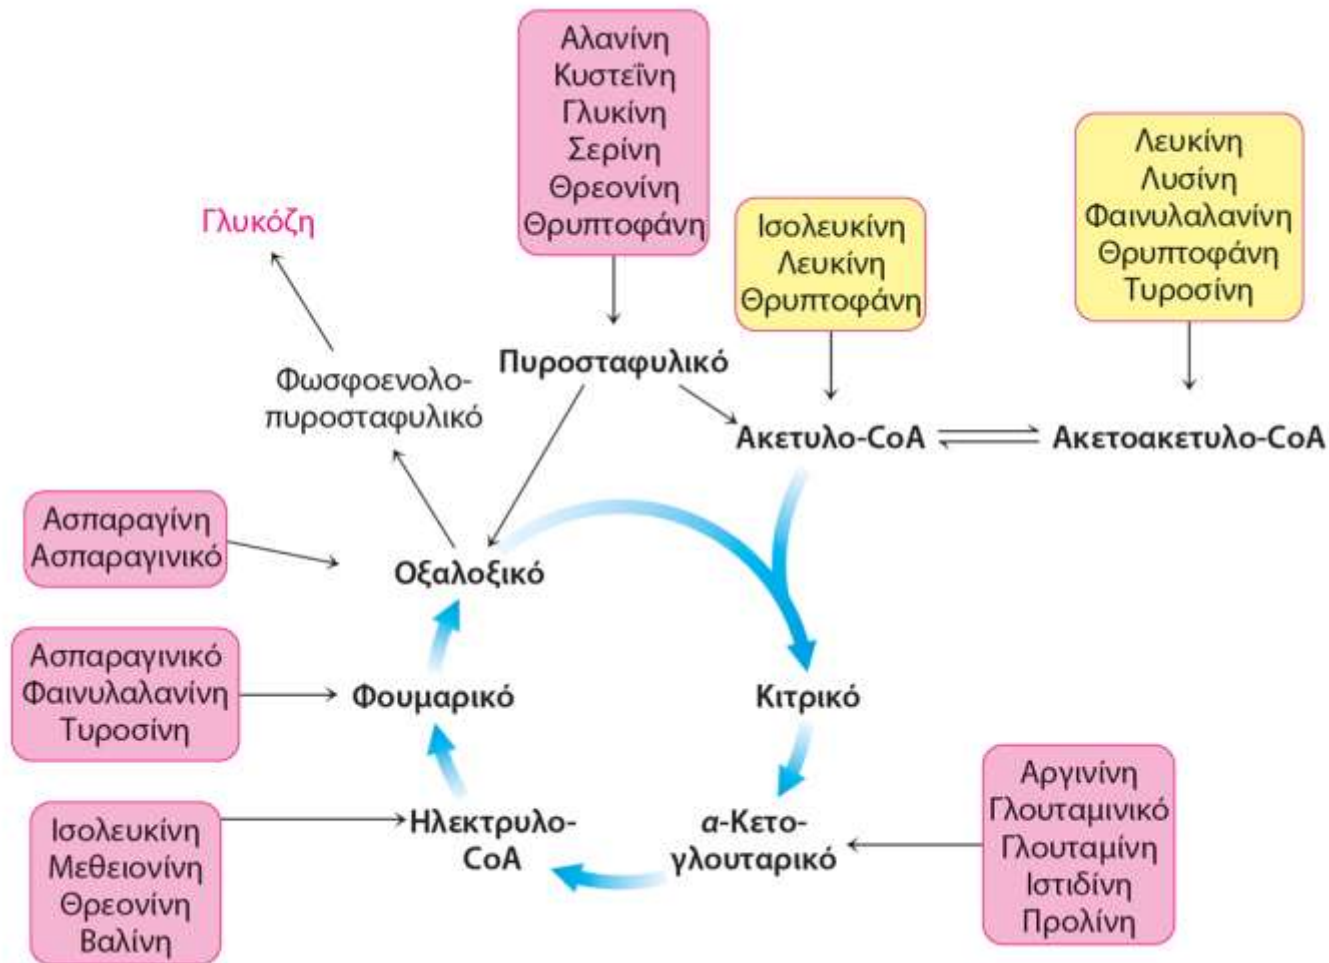 Αλανίνη
Κυστεΐνη
Γλυκίνη
Σερίνη
Θρεονίνη
Θρυπτοφάνη
Λευκίνη
Λυσίνη
Φαινυλαλανίνη
Θρυπτοφάνη
Τυροσίνη
Ισολευκίνη
Λευκίνη
Θρυπτοφάνη
Γλυκόζη
Πυροσταφυλικό
Φωσφοενολο-
πυροσταφυλικό
Ακετυλο-CoA
Ακετοακετυλο-CoA
Ασπαραγίνη
Ασπαραγινικό
Οξαλοξικό
Ασπαραγινικό
Φαινυλαλανίνη
Τυροσίνη
Φουμαρικό
Κιτρικό
Ισολευκίνη
Μεθειονίνη
Θρεονίνη
Βαλίνη
Ηλεκτρυλο-
CoA
α-Κετο-
γλουταρικό
Αργινίνη
Γλουταμινικό
Γλουταμίνη
Ιστιδίνη
Προλίνη